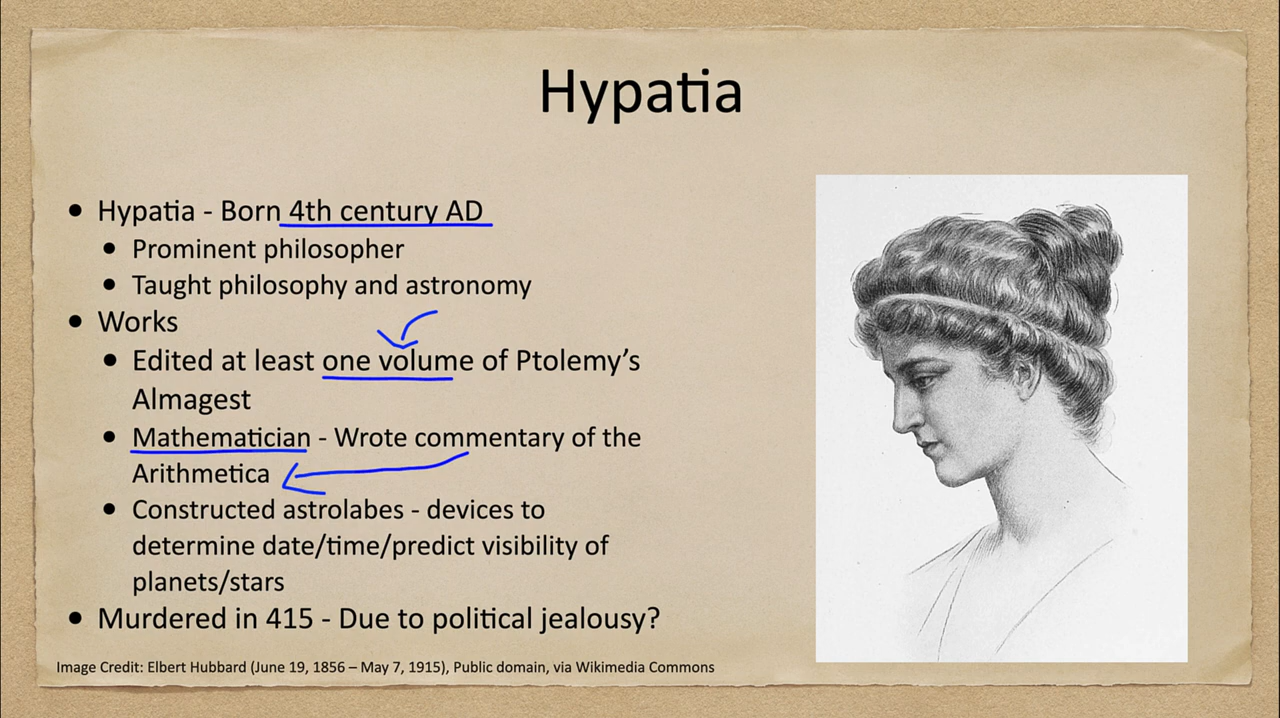 Hypatia
• Hypatia - Born 4th century AD
• Prominent philosopher
• Taught philosophy and astronomy
• Works
• Edited at least one volume of Ptolemy’s
Almagest
• Mathematician - Wrote commentary of the
Arithmetica
• Constructed astrolabes - devices to
determine date/time/predict visibility of
planets/stars
• Murdered in 415 - Due to political jealousy?
Image Credit: Elbert Hubbard (June 19, 1856 – May 7, 1915), Public domain, via Wikimedia Commons